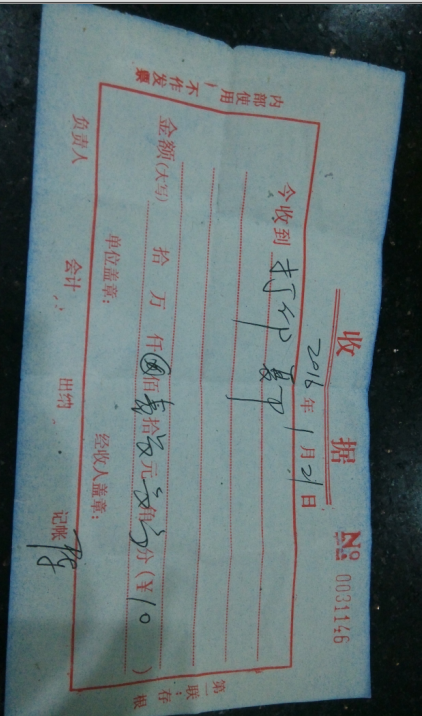 收 据
№ 0031146
2016年1月21日
今收到 打印 复印
金额(大写) 拾 万 仟 佰壹拾 元 角 分(¥10 )
单位盖章: 经收人盖章:
负责人 会计 出纳 记帐
内部使用 不作发票
第一联:存根